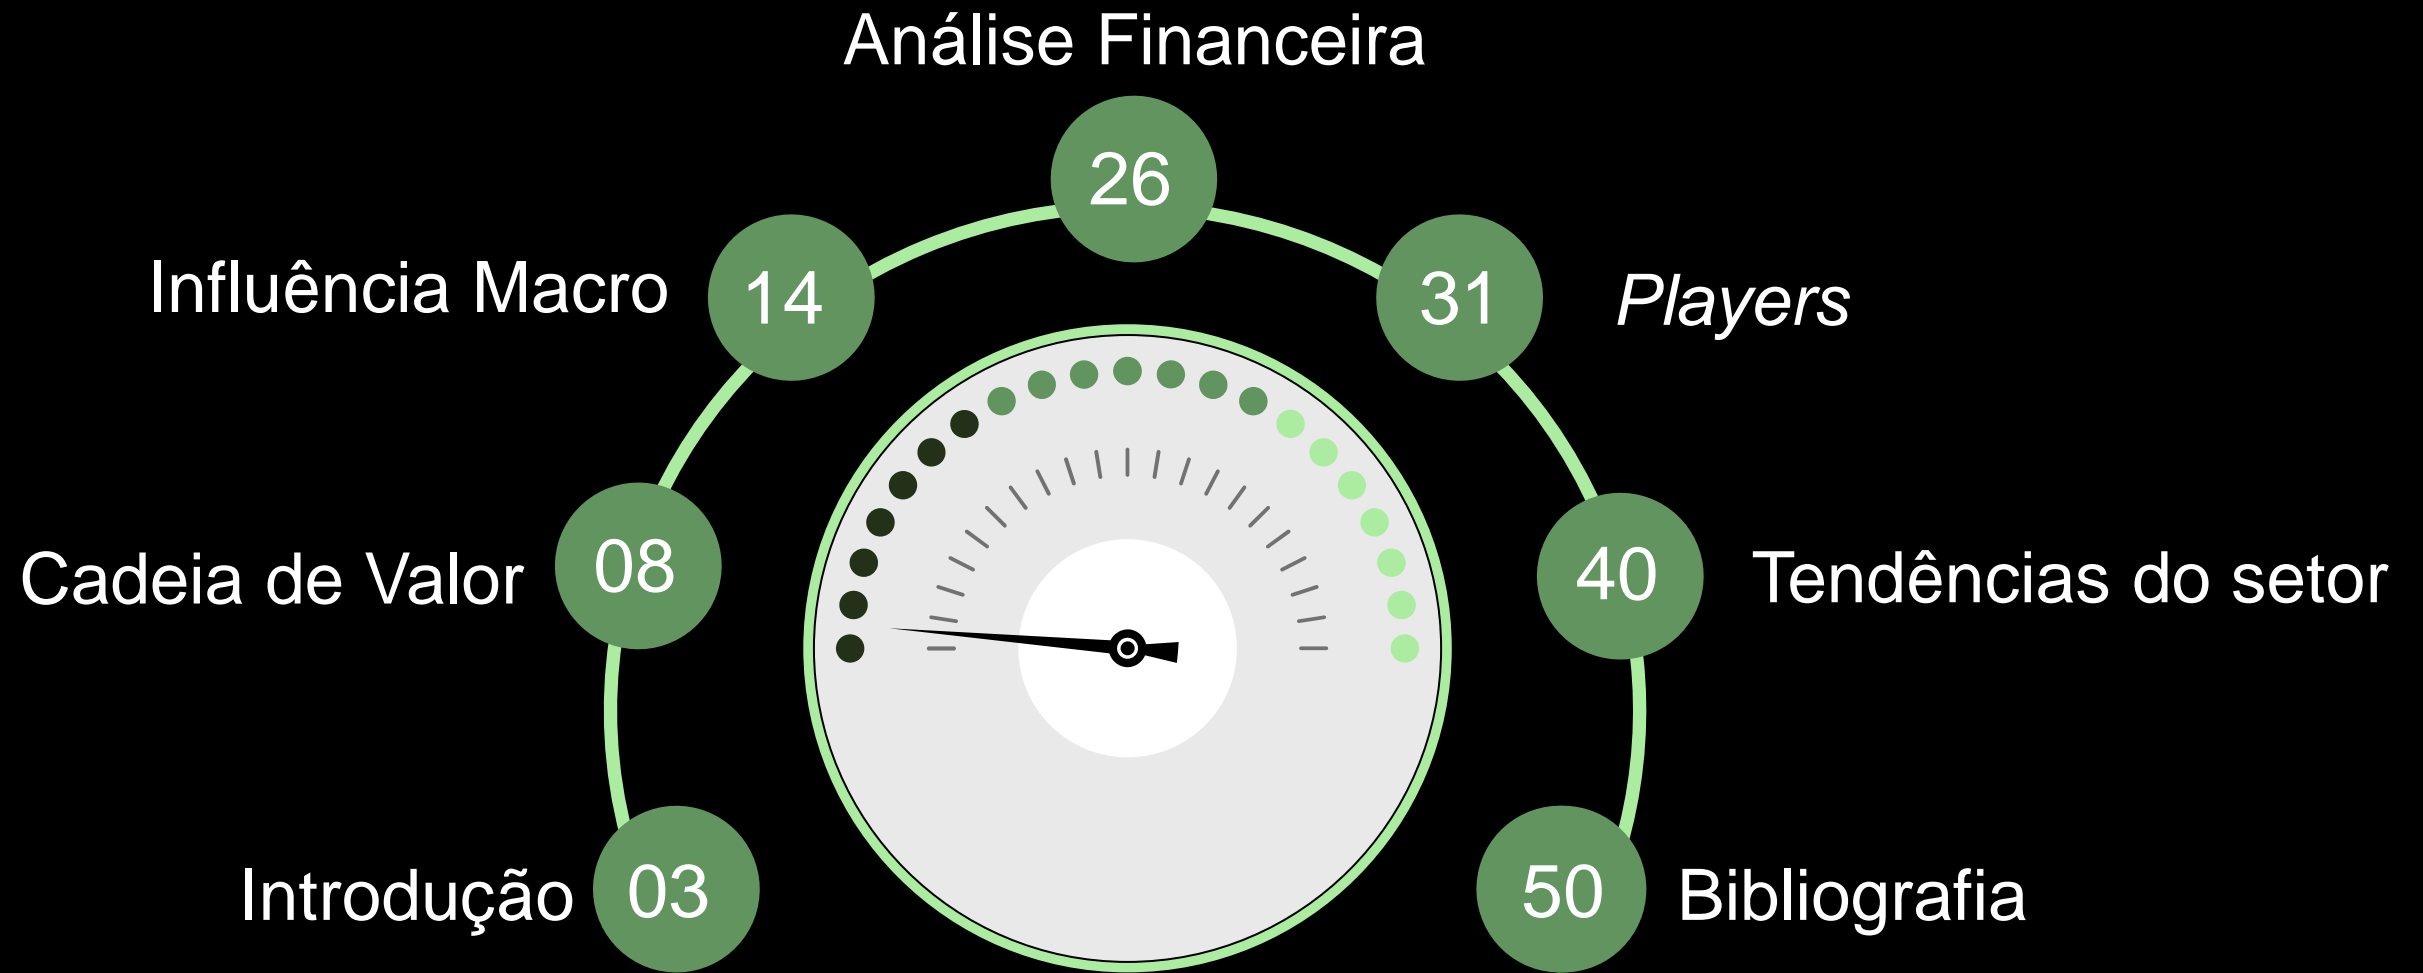 Análise Financeira
26
Influência Macro
14
31
Players
Cadeia de Valor
08
40
Tendências do setor
Introdução
03
50
Bibliografia